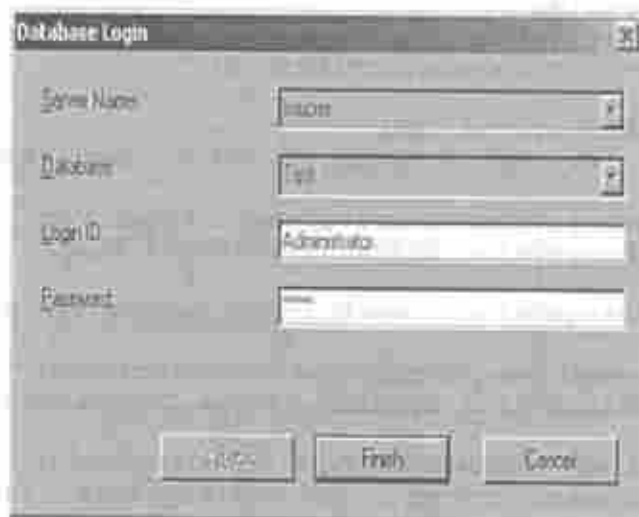 Database Login
Server Name:
Database:
Login ID:
Administrator
Password:
Finish
Cancel